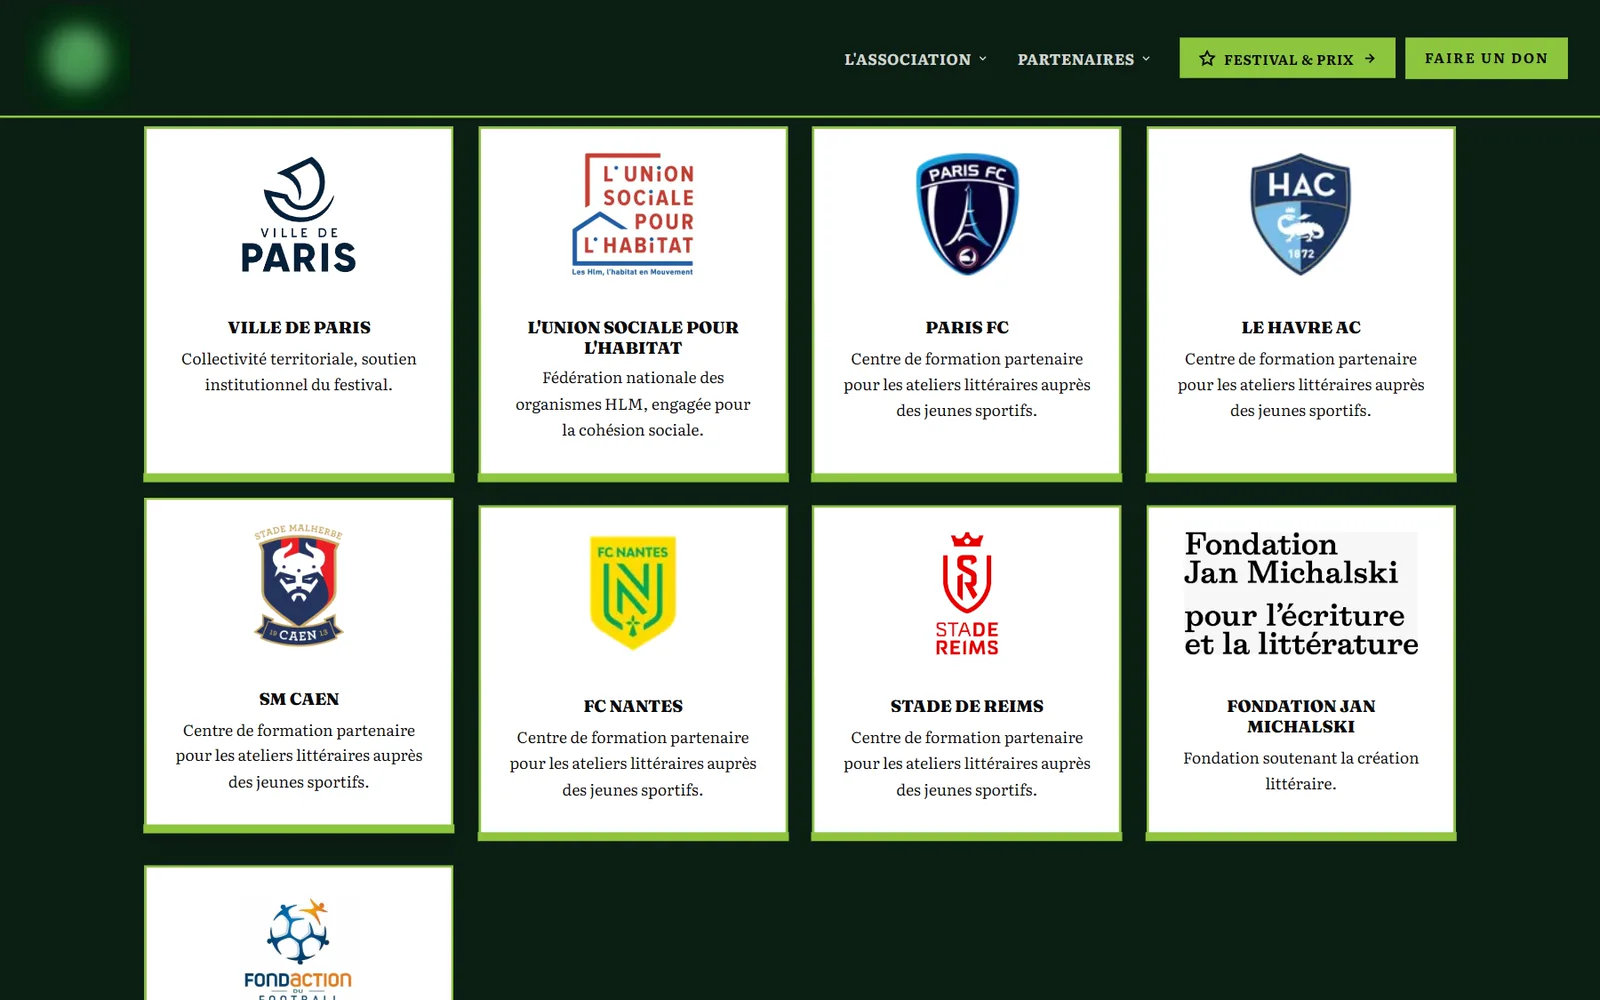 L'ASSOCIATION
PARTENAIRES
FESTIVAL & PRIX
FAIRE UN DON
VILLE DE
PARIS
VILLE DE PARIS
Collectivité territoriale, soutien
institutionnel du festival.
L'UNiON
SOCiALE
POUR
L'HABiTAT
Les Hlm, l'habitat en Mouvement
L'UNION SOCIALE POUR
L'HABITAT
Fédération nationale des
organismes HLM, engagée pour
la cohésion sociale.
PARIS FC
PARIS FC
Centre de formation partenaire
pour les ateliers littéraires auprès
des jeunes sportifs.
HAC
1872
LE HAVRE AC
Centre de formation partenaire
pour les ateliers littéraires auprès
des jeunes sportifs.
STADE MALHERBE
19 CAEN 13
SM CAEN
Centre de formation partenaire
pour les ateliers littéraires auprès
des jeunes sportifs.
FC NANTES
N
FC NANTES
Centre de formation partenaire
pour les ateliers littéraires auprès
des jeunes sportifs.
SR
STADE
REIMS
STADE DE REIMS
Centre de formation partenaire
pour les ateliers littéraires auprès
des jeunes sportifs.
Fondation
Jan Michalski
pour l'écriture
et la littérature
FONDATION JAN
MICHALSKI
Fondation soutenant la création
littéraire.
FONDACTION
DU
FOOTBALL